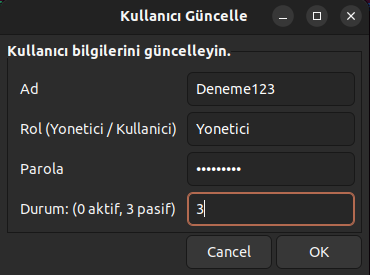 Kullanıcı Güncelle
Kullanıcı bilgilerini güncelleyin.
Ad Deneme123
Rol (Yonetici / Kullanici) Yonetici
Parola •••••••••
Durum: (0 aktif, 3 pasif) 3
Cancel OK